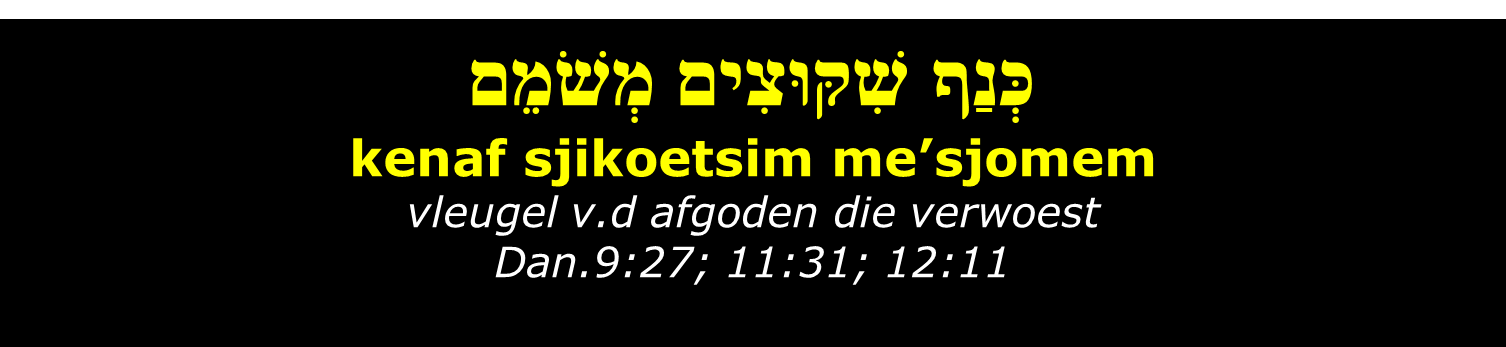 כְּנַף שִׁקּוּצִים מְשֹׁמֵם
kenaf sjikoetsim me’sjomem
vleugel v.d afgoden die verwoest
Dan.9:27; 11:31; 12:11